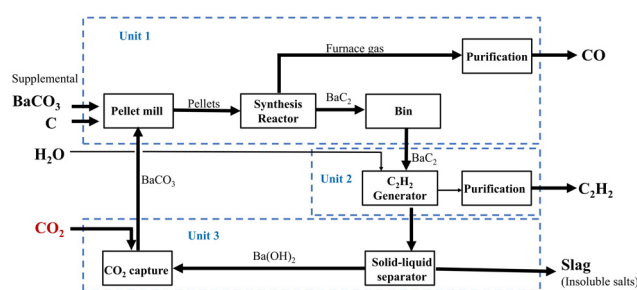 Unit 1
Furnace gas
Purification
CO
Supplemental
BaCO₃
C
Pellet mill
Pellets
Synthesis
Reactor
BaC₂
Bin
H₂O
BaCO₃
BaC₂
Unit 2
C₂H₂
Generator
Purification
C₂H₂
CO₂
Unit 3
CO₂ capture
Ba(OH)₂
Solid-liquid
separator
Slag
(Insoluble salts)